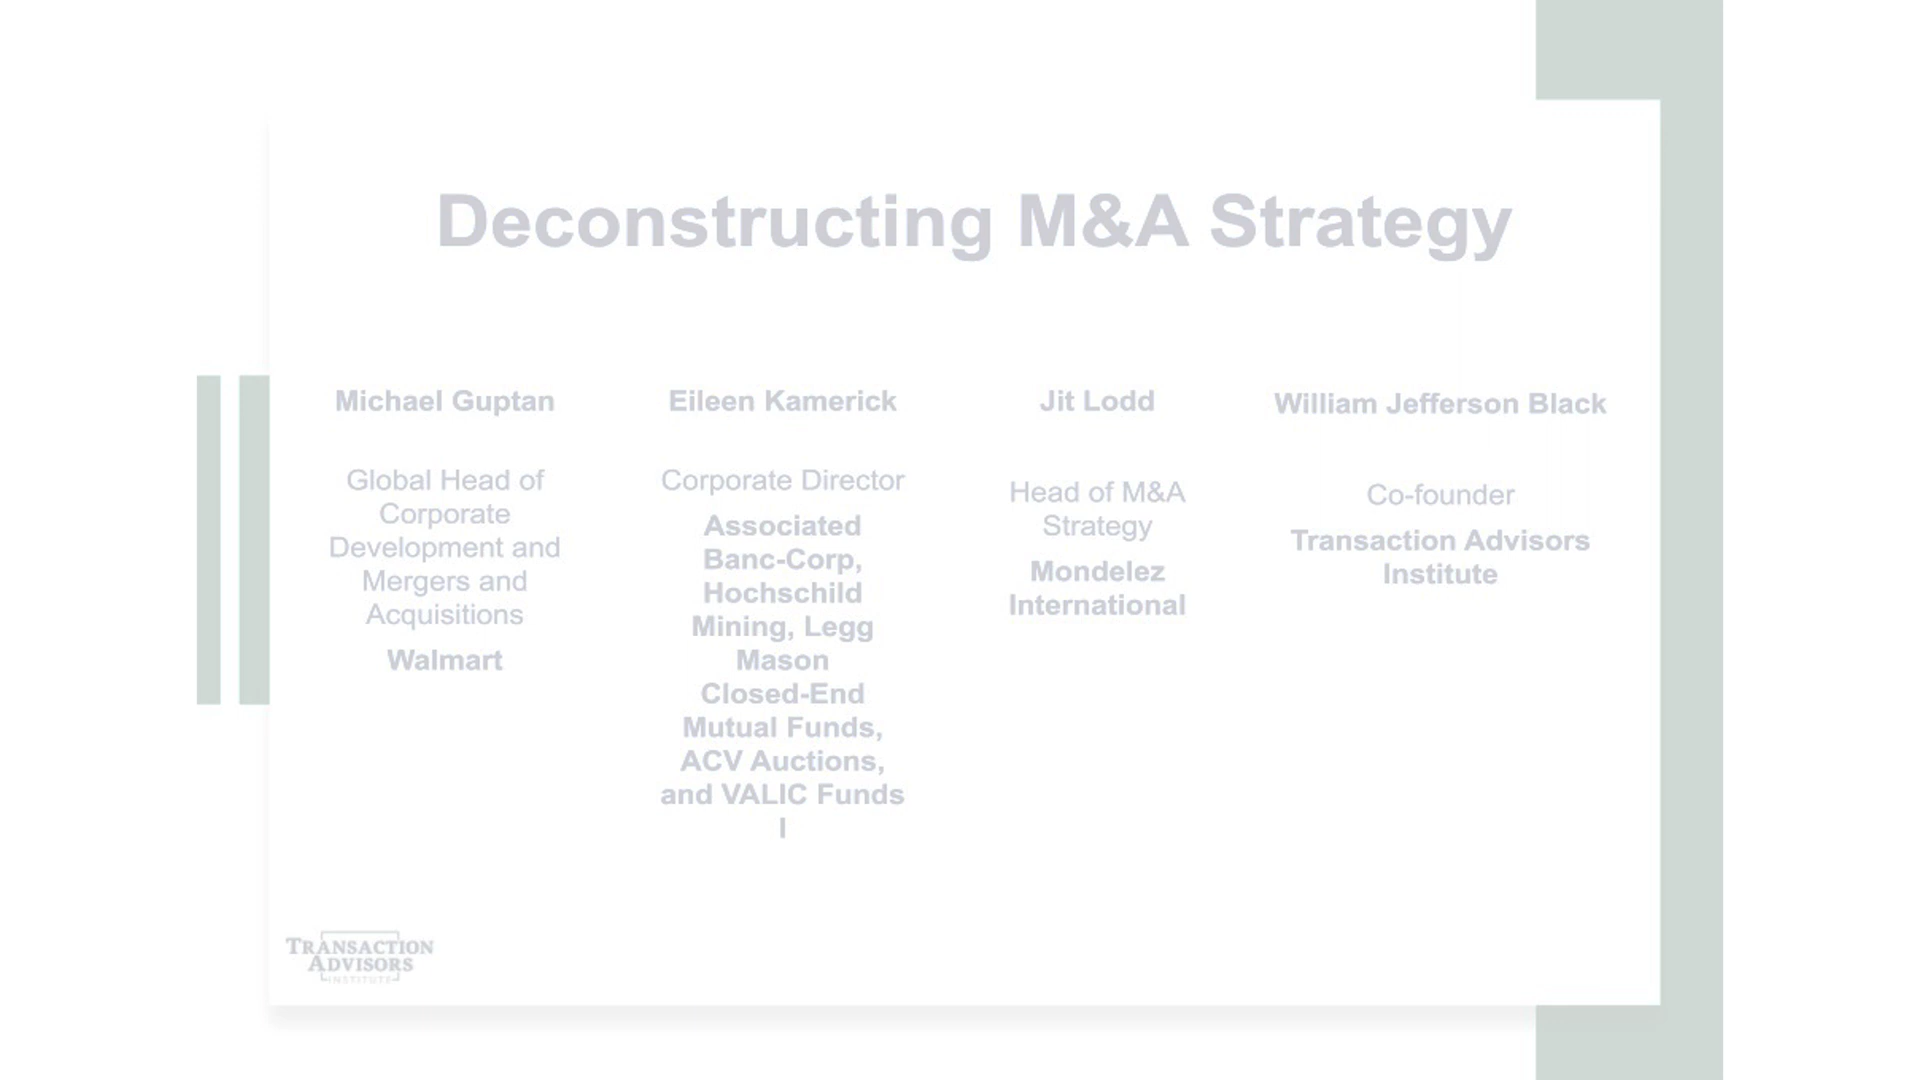 Deconstructing M&A Strategy
Michael Guptan
Global Head of
Corporate
Development and
Mergers and
Acquisitions
Walmart
Eileen Kamerick
Corporate Director
Associated
Banc-Corp,
Hochschild
Mining, Legg
Mason
Closed-End
Mutual Funds,
ACV Auctions,
and VALIC Funds
I
Jit Lodd
Head of M&A
Strategy
Mondelez
International
William Jefferson Black
Co-founder
Transaction Advisors
Institute
TRANSACTION
ADVISORS
INSTITUTE